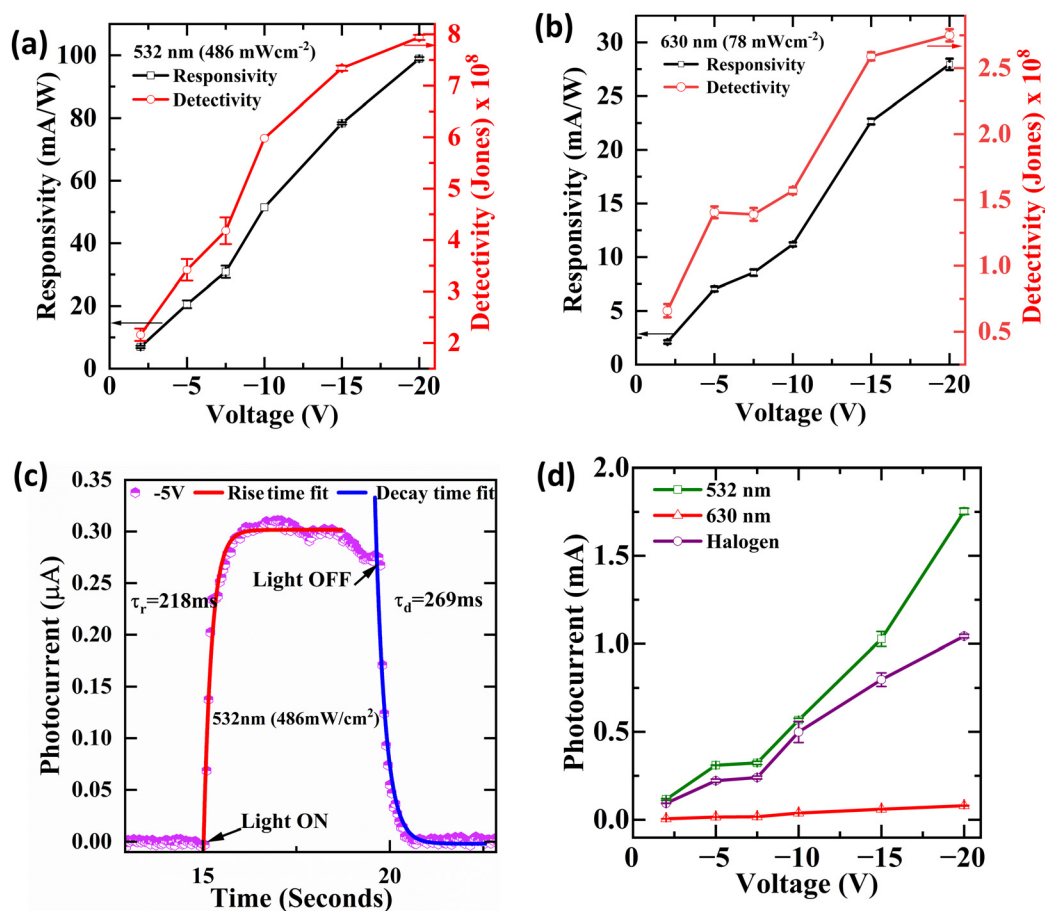 (a)
532 nm (486 mWcm⁻²)
Responsivity
Detectivity
Responsivity (mA/W)
100
80
60
40
20
0
Detectivity (Jones) x 10⁸
9
8
7
6
5
4
3
2
0 −5 −10 −15 −20
Voltage (V)
(b)
630 nm (78 mWcm⁻²)
Responsivity
Detectivity
Responsivity (mA/W)
30
25
20
15
10
5
0
Detectivity (Jones) x 10⁸
2.5
2.0
1.5
1.0
0.5
0 −5 −10 −15 −20
Voltage (V)
(c)
-5V Rise time fit Decay time fit
Photocurrent (μA)
0.35
0.30
0.25
0.20
0.15
0.10
0.05
0.00
Light OFF
τr=218ms
τd=269ms
532nm (486mW/cm²)
Light ON
15 20
Time (Seconds)
(d)
532 nm
630 nm
Halogen
Photocurrent (mA)
2.0
1.5
1.0
0.5
0.0
0 −5 −10 −15 −20
Voltage (V)